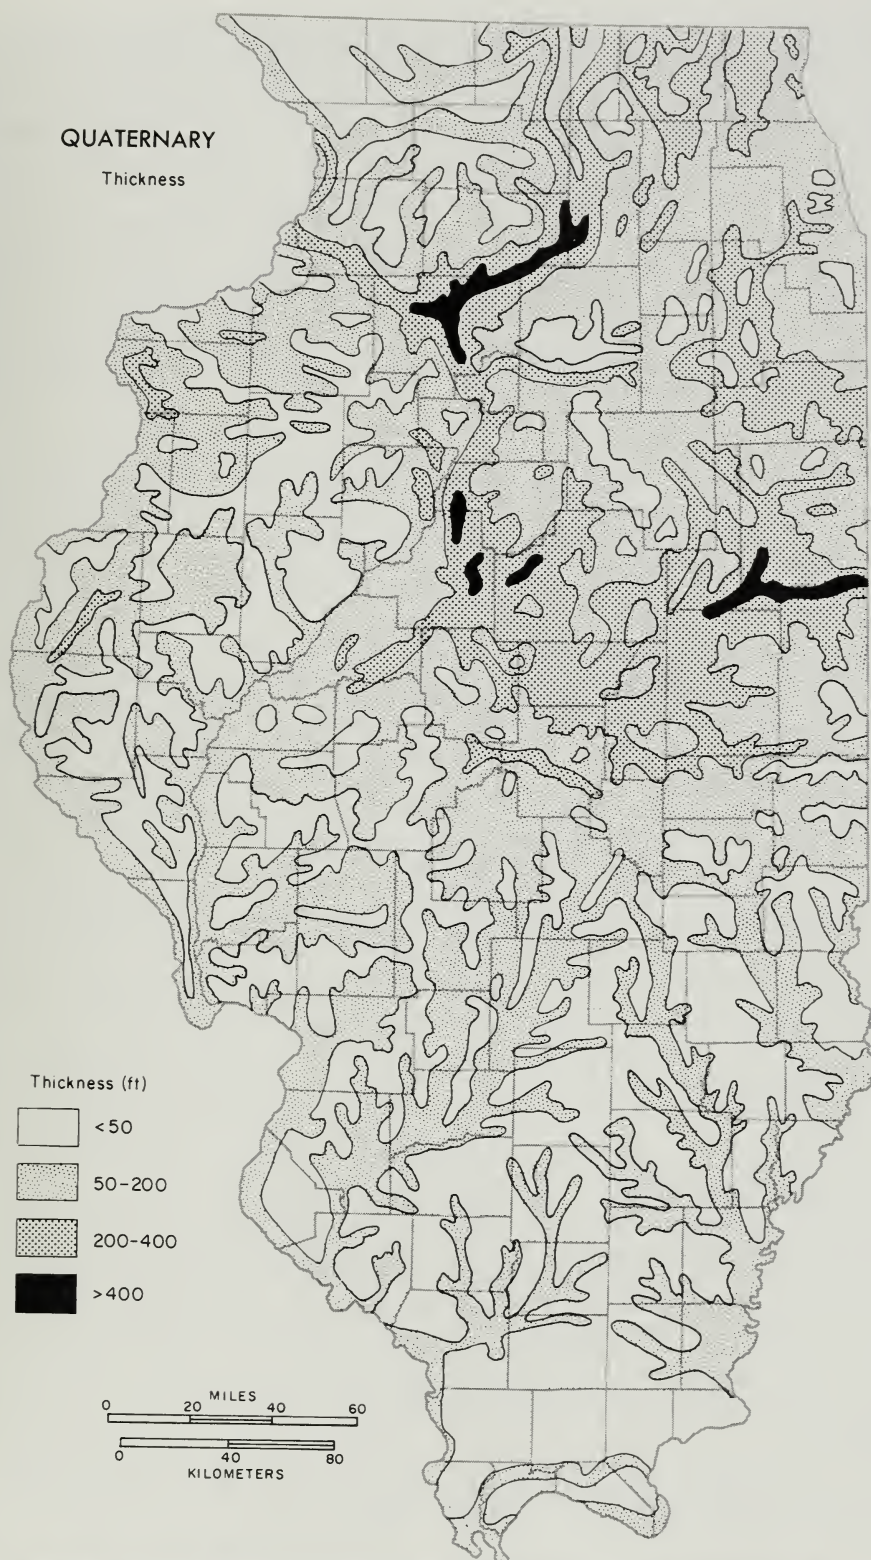 QUATERNARY
Thickness
Thickness (ft)
<50
50-200
200-400
>400
MILES
0 20 40 60
0 40 80
KILOMETERS